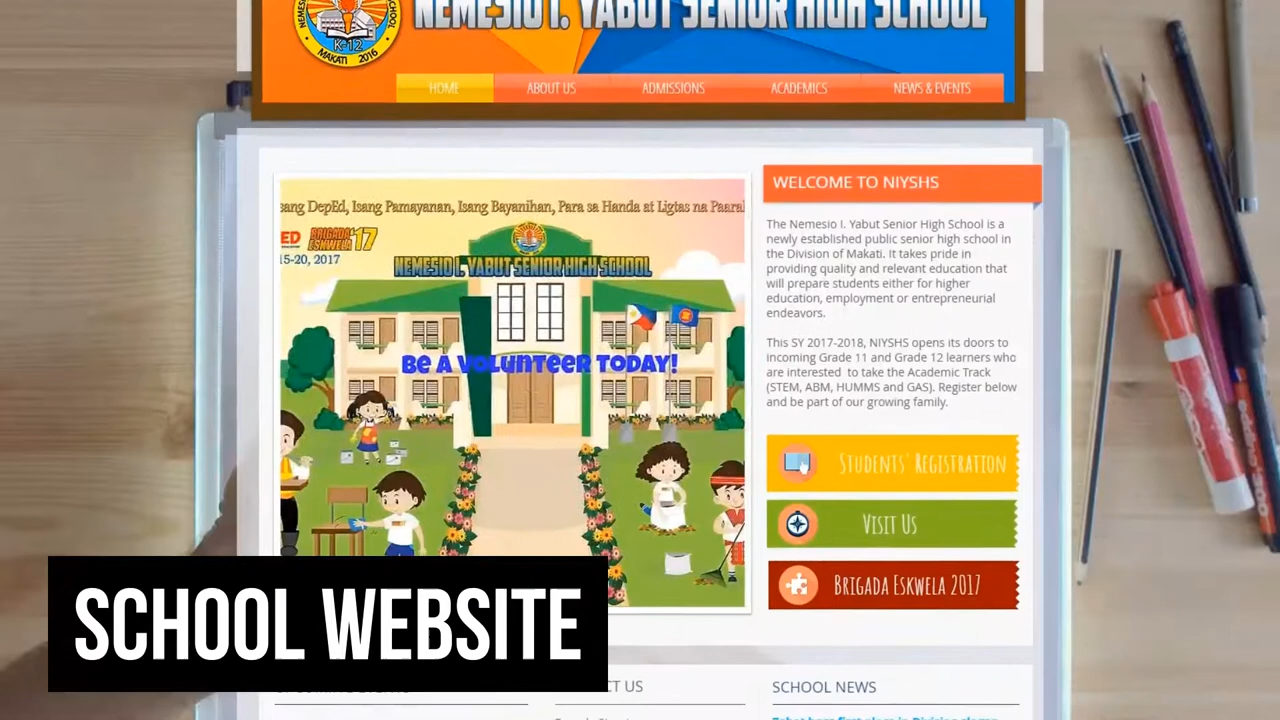 NEMESIO I. YABUT SENIOR HIGH SCHOOL
SCHOOL
K-12
MAKATI 2016
HOME
ABOUT US
ADMISSIONS
ACADEMICS
NEWS & EVENTS
DepEd, Isang Pamayanan, Isang Bayanihan, Para sa Handa at Ligtas na
BRIGADA
ESKWELA '17
15-20, 2017
NEMESIO I. YABUT SENIOR HIGH SCHOOL
Be a volunteer today!
WELCOME TO NIYSHS
The Nemesio I. Yabut Senior High School is a
newly established public senior high school in
the Division of Makati. It takes pride in
providing quality and relevant education that
will prepare students either for higher
education, employment or entrepreneurial
endeavors.
This SY 2017-2018, NIYSHS opens its doors to
incoming Grade 11 and Grade 12 learners who
are interested to take the Academic Track
(STEM, ABM, HUMMS and GAS). Register below
and be part of our growing family.
Students' Registration
Visit Us
Brigada Eskwela 2017
SCHOOL WEBSITE
US
SCHOOL NEWS